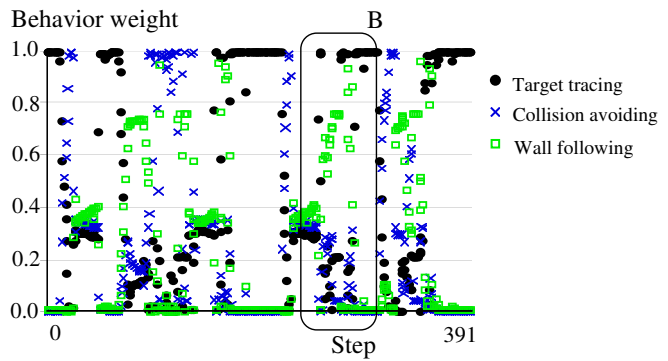 Behavior weight
B
1.0
0.8
0.6
0.4
0.2
0.0
0
391
Step
Target tracing
Collision avoiding
Wall following